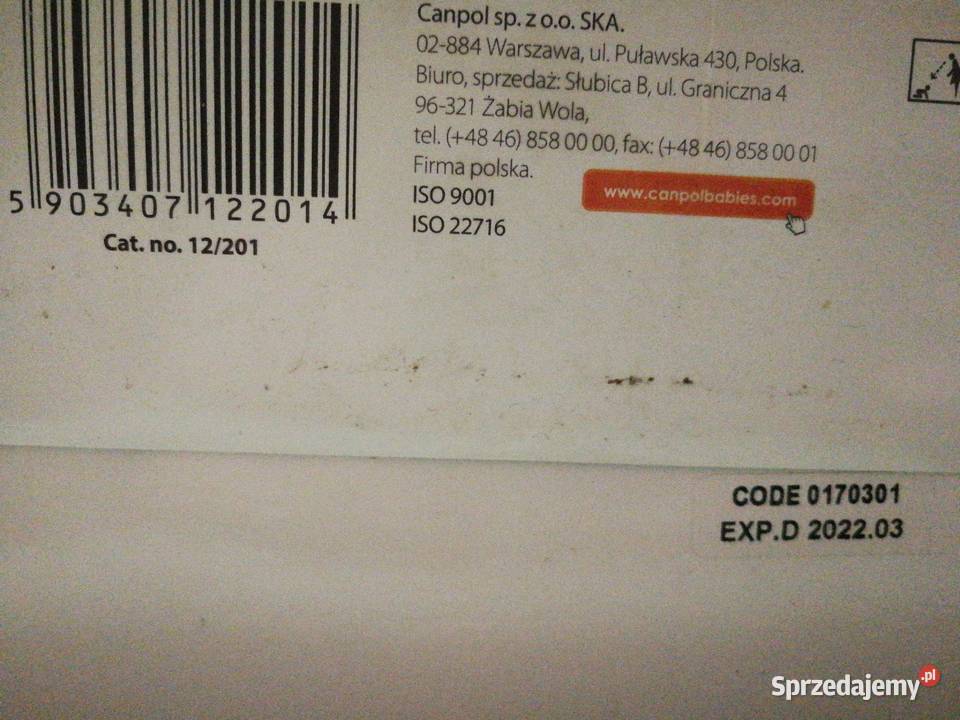 5 903407 122014
Cat. no. 12/201
Canpol sp. z o.o. SKA.
02-884 Warszawa, ul. Puławska 430, Polska.
Biuro, sprzedaż: Słubica B, ul. Graniczna 4
96-321 Żabia Wola,
tel. (+48 46) 858 00 00, fax: (+48 46) 858 00 01
Firma polska.
ISO 9001
ISO 22716
www.canpolbabies.com
CODE 0170301
EXP.D 2022.03
Sprzedajemy.pl